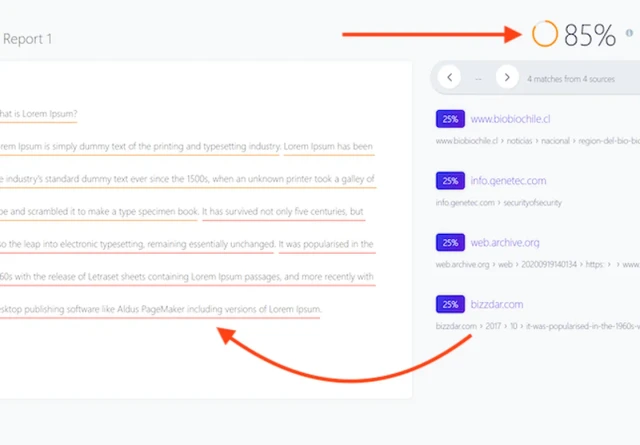 Report 1
85%
-- 4 matches from 4 sources
hat is Lorem Ipsum?
rem Ipsum is simply dummy text of the printing and typesetting industry. Lorem Ipsum has been
e industry's standard dummy text ever since the 1500s, when an unknown printer took a galley of
pe and scrambled it to make a type specimen book. It has survived not only five centuries, but
so the leap into electronic typesetting, remaining essentially unchanged. It was popularised in the
60s with the release of Letraset sheets containing Lorem Ipsum passages, and more recently with
esktop publishing software like Aldus PageMaker including versions of Lorem Ipsum.
25% www.biobiochile.cl
www.biobiochile.cl > noticias > nacional > region-del-bio-bio
25% info.genetec.com
info.genetec.com > securityofsecurity
25% web.archive.org
web.archive.org > web > 20200919140134 > https: > > www.
25% bizzdar.com
bizzdar.com > 2017 > 10 > it-was-popularised-in-the-1960s-w